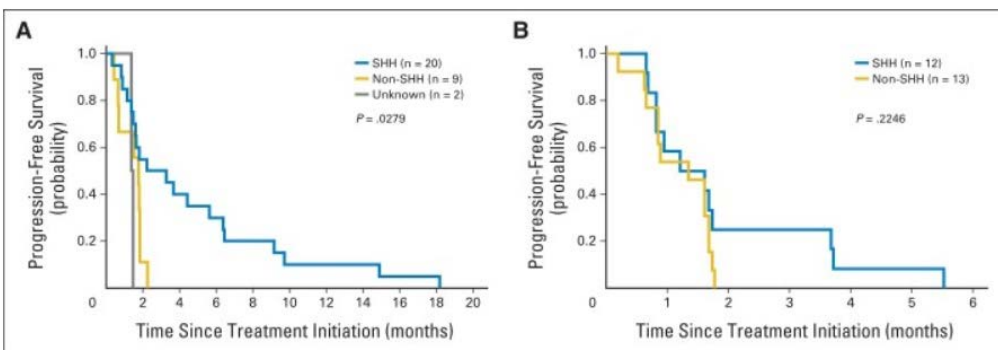 A
B
Progression-Free Survival
(probability)
1.0
0.8
0.6
0.4
0.2
0
2
4
6
8
10
12
14
16
18
20
Time Since Treatment Initiation (months)
SHH (n = 20)
Non-SHH (n = 9)
Unknown (n = 2)
P = .0279
Progression-Free Survival
(probability)
1.0
0.8
0.6
0.4
0.2
0
1
2
3
4
5
6
Time Since Treatment Initiation (months)
SHH (n = 12)
Non-SHH (n = 13)
P = .2246